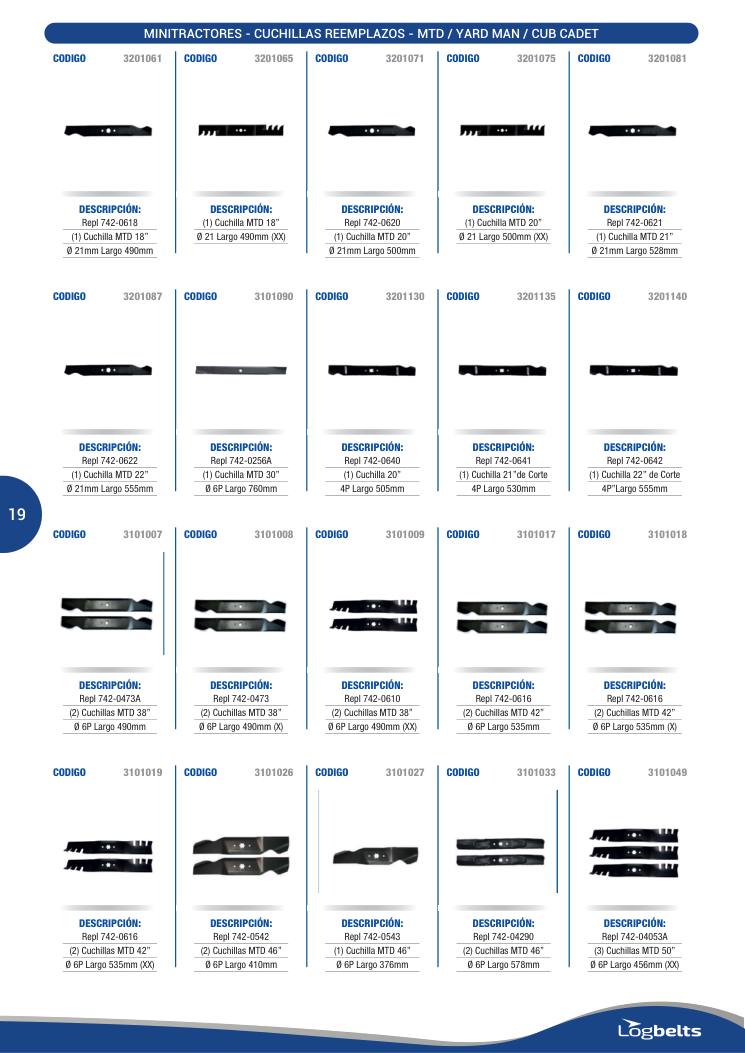 MINITRACTORES - CUCHILLAS REEMPLAZOS - MTD / YARD MAN / CUB CADET
CODIGO 3201061
DESCRIPCIÓN:
Repl 742-0618
(1) Cuchilla MTD 18”
Ø 21mm Largo 490mm
CODIGO 3201065
DESCRIPCIÓN:
(1) Cuchilla MTD 18”
Ø 21 Largo 490mm (XX)
CODIGO 3201071
DESCRIPCIÓN:
Repl 742-0620
(1) Cuchilla MTD 20”
Ø 21mm Largo 500mm
CODIGO 3201075
DESCRIPCIÓN:
(1) Cuchilla MTD 20”
Ø 21 Largo 500mm (XX)
CODIGO 3201081
DESCRIPCIÓN:
Repl 742-0621
(1) Cuchilla MTD 21”
Ø 21mm Largo 528mm
CODIGO 3201087
DESCRIPCIÓN:
Repl 742-0622
(1) Cuchilla MTD 22”
Ø 21mm Largo 555mm
CODIGO 3101090
DESCRIPCIÓN:
Repl 742-0256A
(1) Cuchilla MTD 30”
Ø 6P Largo 760mm
CODIGO 3201130
DESCRIPCIÓN:
Repl 742-0640
(1) Cuchilla 20”
4P Largo 505mm
CODIGO 3201135
DESCRIPCIÓN:
Repl 742-0641
(1) Cuchilla 21”de Corte
4P Largo 530mm
CODIGO 3201140
DESCRIPCIÓN:
Repl 742-0642
(1) Cuchilla 22” de Corte
4P”Largo 555mm
19
CODIGO 3101007
DESCRIPCIÓN:
Repl 742-0473A
(2) Cuchillas MTD 38”
Ø 6P Largo 490mm
CODIGO 3101008
DESCRIPCIÓN:
Repl 742-0473
(2) Cuchillas MTD 38”
Ø 6P Largo 490mm (X)
CODIGO 3101009
DESCRIPCIÓN:
Repl 742-0610
(2) Cuchillas MTD 38”
Ø 6P Largo 490mm (XX)
CODIGO 3101017
DESCRIPCIÓN:
Repl 742-0616
(2) Cuchillas MTD 42”
Ø 6P Largo 535mm
CODIGO 3101018
DESCRIPCIÓN:
Repl 742-0616
(2) Cuchillas MTD 42”
Ø 6P Largo 535mm (X)
CODIGO 3101019
DESCRIPCIÓN:
Repl 742-0616
(2) Cuchillas MTD 42”
Ø 6P Largo 535mm (XX)
CODIGO 3101026
DESCRIPCIÓN:
Repl 742-0542
(2) Cuchillas MTD 46”
Ø 6P Largo 410mm
CODIGO 3101027
DESCRIPCIÓN:
Repl 742-0543
(1) Cuchilla MTD 46”
Ø 6P Largo 376mm
CODIGO 3101033
DESCRIPCIÓN:
Repl 742-04290
(2) Cuchillas MTD 46”
Ø 6P Largo 578mm
CODIGO 3101049
DESCRIPCIÓN:
Repl 742-04053A
(3) Cuchillas MTD 50”
Ø 6P Largo 456mm (XX)
Logbelts